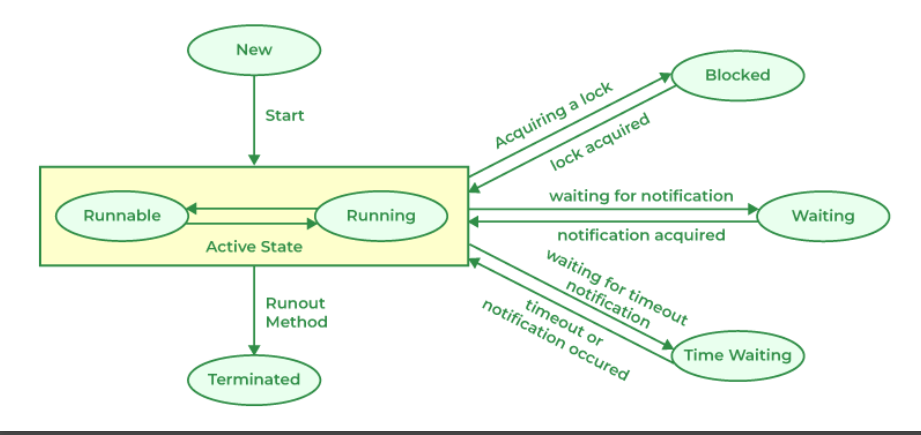 New
Start
Blocked
Acquiring a lock
lock acquired
Runnable
Running
Active State
waiting for notification
Waiting
notification acquired
waiting for timeout
notification
timeout or
notification occured
Time Waiting
Runout
Method
Terminated